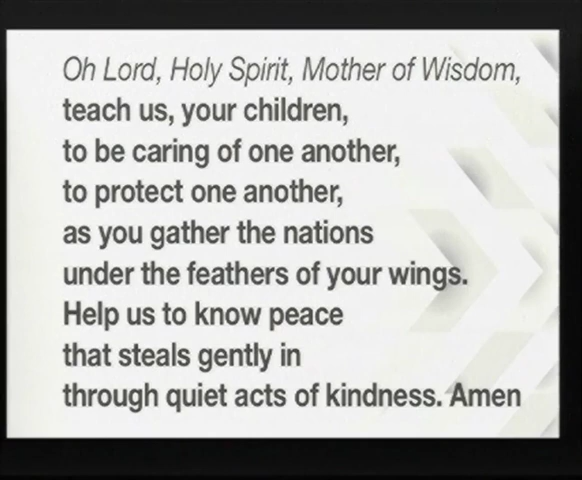 Oh Lord, Holy Spirit, Mother of Wisdom,
teach us, your children,
to be caring of one another,
to protect one another,
as you gather the nations
under the feathers of your wings.
Help us to know peace
that steals gently in
through quiet acts of kindness. Amen